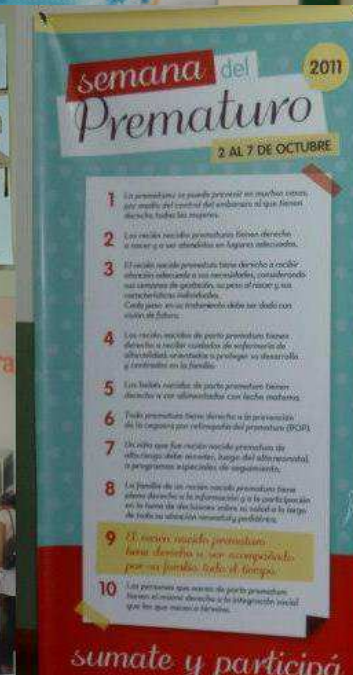 semana del
2011
Prematuro
2 AL 7 DE OCTUBRE
1 La prematurez se puede prevenir en muchos casos,
por medio del control del embarazo al que tienen
derecho todas las mujeres.
2 Los recién nacidos prematuros tienen derecho
a nacer y a ser atendidos en lugares adecuados.
3 El recién nacido prematuro tiene derecho a recibir
atención adecuada a sus necesidades, considerando
sus semanas de gestación, su peso al nacer y sus
características individuales.
Cada paso en su tratamiento debe ser dado con
visión de futuro.
4 Los recién nacidos de parto prematuro tienen
derecho a recibir cuidados de enfermería de
alta calidad, orientados a proteger su desarrollo
y centrados en la familia.
5 Los bebés nacidos de parto prematuro tienen
derecho a ser alimentados con leche materna.
6 Todo prematuro tiene derecho a la prevención
de la ceguera por retinopatía del prematuro (ROP).
7 Un niño que fue recién nacido prematuro de
alto riesgo debe acceder, luego del alta neonatal,
a programas especiales de seguimiento.
8 La familia de un recién nacido prematuro tiene
pleno derecho a la información y a la participación
en la toma de decisiones sobre su salud a lo largo
de toda su atención neonatal y pediátrica.
9 El recién nacido prematuro
tiene derecho a ser acompañado
por su familia todo el tiempo.
10 Las personas que nacen de parto prematuro
tienen el mismo derecho a la integración social
que las que nacen a término.
sumate y participá